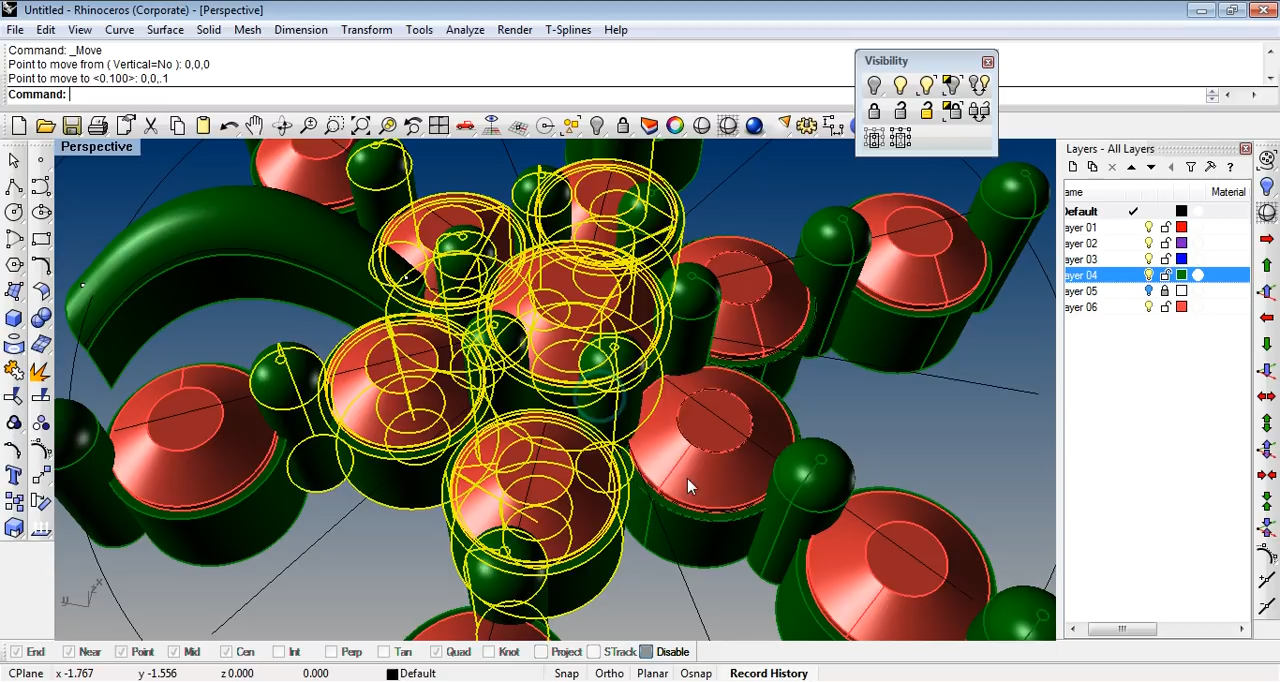 Untitled - Rhinoceros (Corporate) - [Perspective]
File Edit View Curve Surface Solid Mesh Dimension Transform Tools Analyze Render T-Splines Help
Command: _Move
Point to move from ( Vertical=No ): 0,0,0
Point to move to <0.100>: 0,0,.1
Command:
Visibility
Perspective
Layers - All Layers
ame Material
Default
ayer 01
ayer 02
ayer 03
ayer 04
ayer 05
ayer 06
End Near Point Mid Cen Int Perp Tan Quad Knot Project STrack Disable
CPlane x -1.767 y -1.556 z 0.000 0.000 Default Snap Ortho Planar Osnap Record History